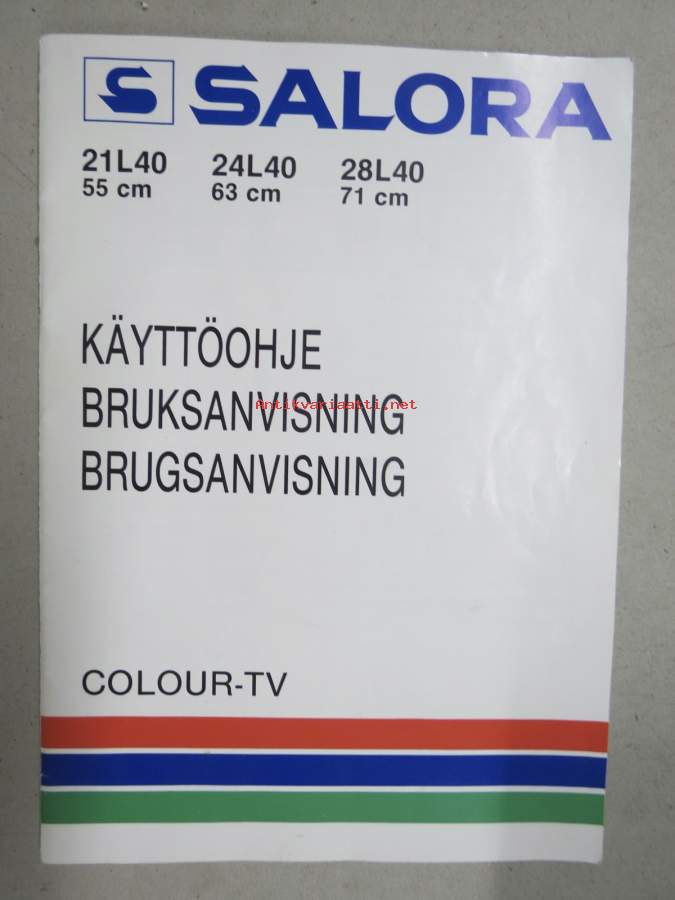 S SALORA
21L40 24L40 28L40
55 cm 63 cm 71 cm
KÄYTTÖOHJE
BRUKSANVISNING
Antikvariaatti.net
BRUGSANVISNING
COLOUR-TV